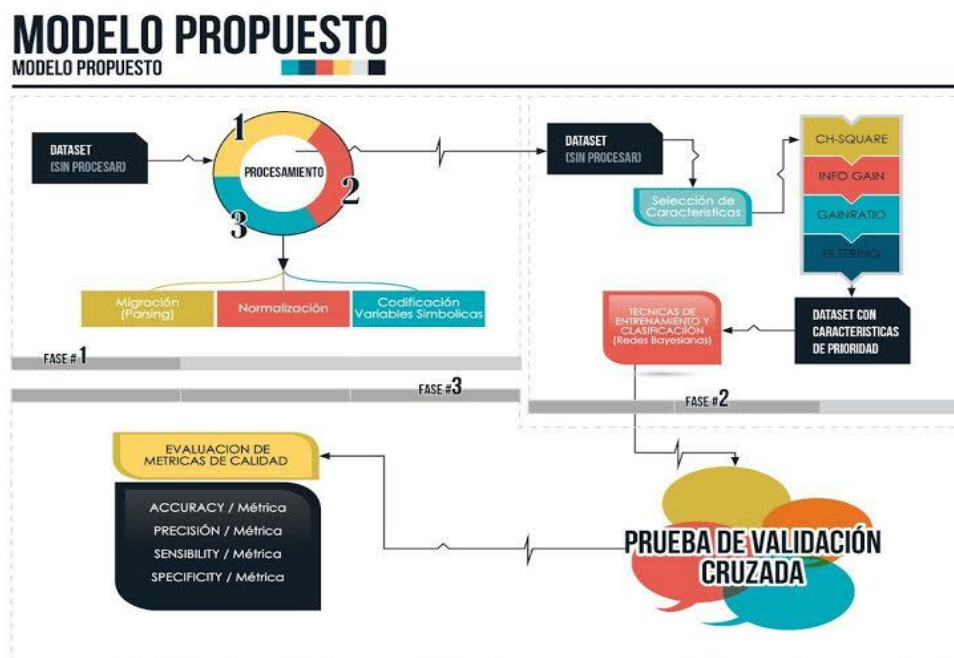 MODELO PROPUESTO
MODELO PROPUESTO
DATASET
(SIN PROCESAR)
1
PROCESAMIENTO
2
3
Migración
(Parsing)
Normalización
Codificación
Variables Simbolicas
FASE # 1
DATASET
(SIN PROCESAR)
Selección de
Caracteristicas
CH-SQUARE
INFO GAIN
GAINRATIO
FILTERING
DATASET CON
CARACTERISTICAS
DE PRIORIDAD
TECNICAS DE
ENTRENAMIENTO Y
CLASIFICACIIÓN
(Redes Bayesianas)
FASE #2
FASE #3
PRUEBA DE VALIDACIÓN
CRUZADA
EVALUACION DE
METRICAS DE CALIDAD
ACCURACY / Métrica
PRECISIÓN / Métrica
SENSIBILITY / Métrica
SPECIFICITY / Métrica